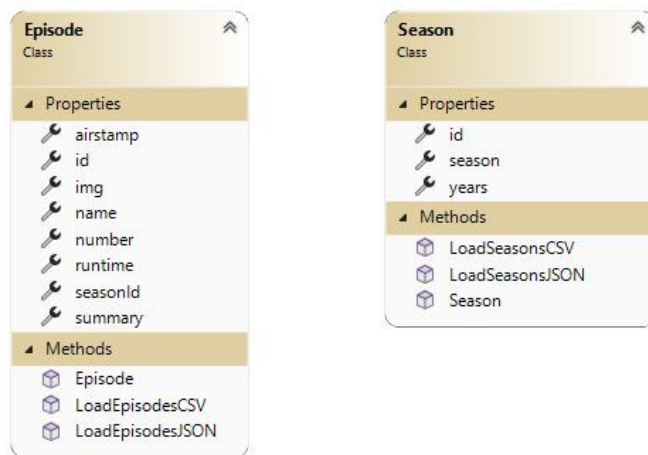 Episode
Class
Properties
airstamp
id
img
name
number
runtime
seasonId
summary
Methods
Episode
LoadEpisodesCSV
LoadEpisodesJSON
Season
Class
Properties
id
season
years
Methods
LoadSeasonsCSV
LoadSeasonsJSON
Season